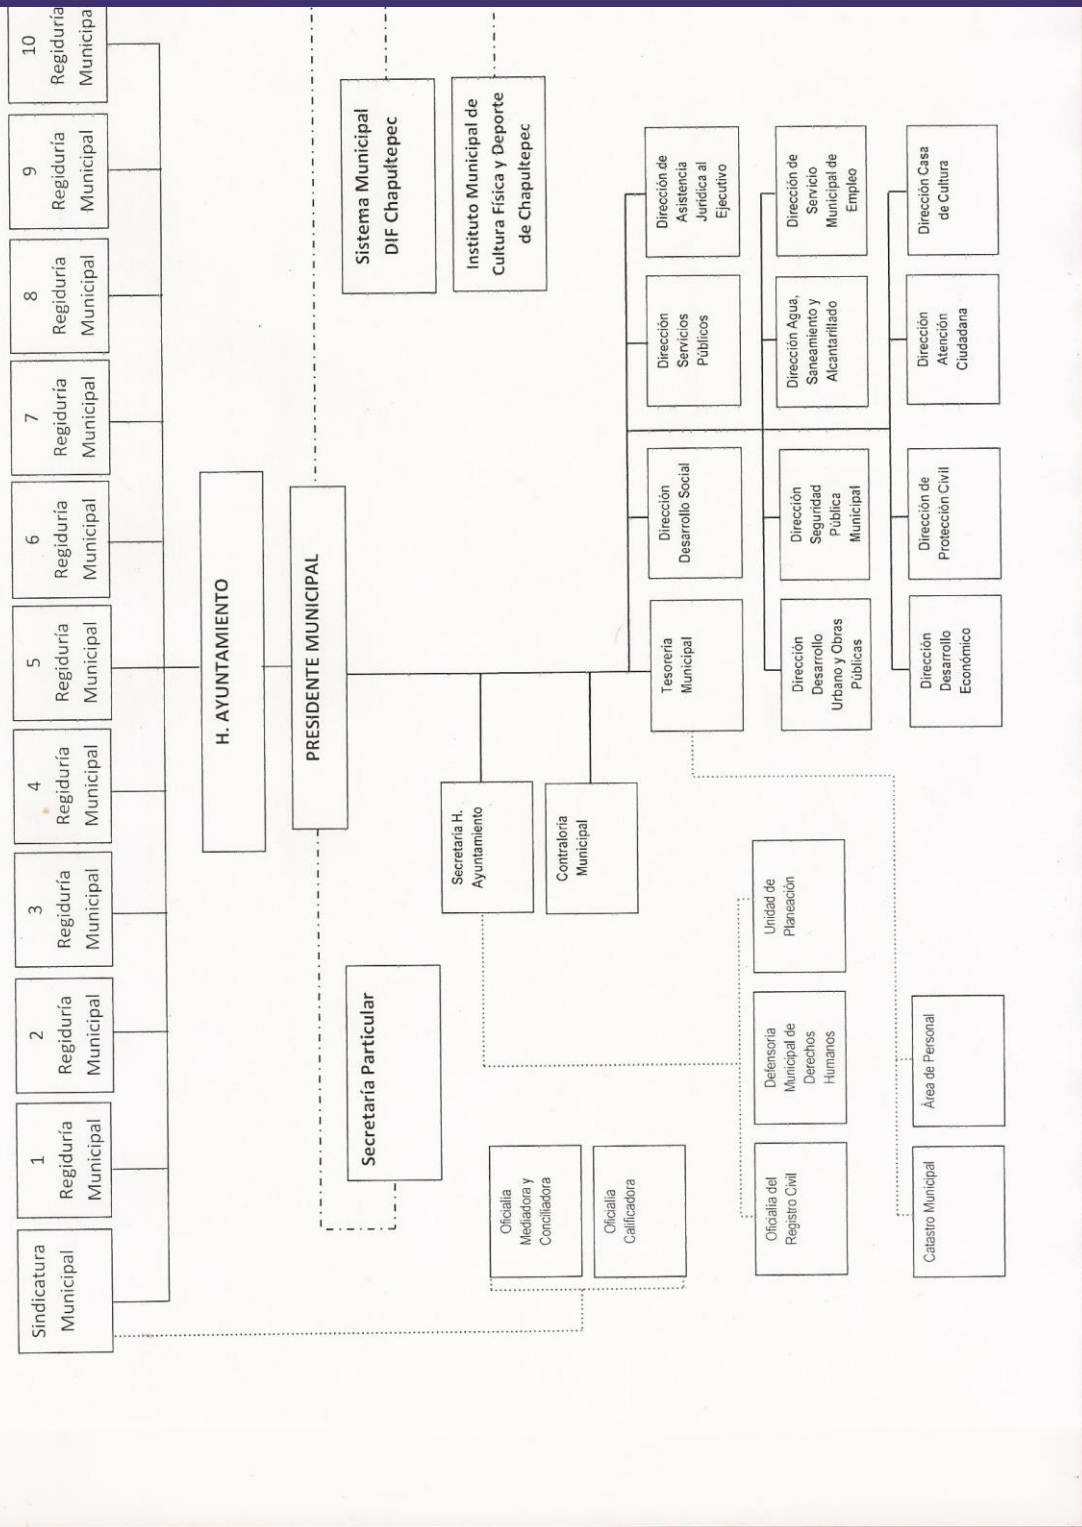 Sindicatura
Municipal
1
Regiduría
Municipal
2
Regiduría
Municipal
3
Regiduría
Municipal
4
Regiduría
Municipal
5
Regiduría
Municipal
6
Regiduría
Municipal
7
Regiduría
Municipal
8
Regiduría
Municipal
9
Regiduría
Municipal
10
Regiduría
Municipa
H. AYUNTAMIENTO
PRESIDENTE MUNICIPAL
Secretaría Particular
Sistema Municipal
DIF Chapultepec
Instituto Municipal de
Cultura Física y Deporte
de Chapultepec
Secretaria H.
Ayuntamiento
Contraloria
Municipal
Oficialia
Mediadora y
Conciliadora
Oficialia
Calificadora
Tesorería
Municipal
Dirección
Desarrollo Social
Dirección
Servicios
Públicos
Dirección de
Asistencia
Jurídica al
Ejecutivo
Oficialia del
Registro Civil
Defensoria
Municipal de
Derechos
Humanos
Unidad de
Planeación
Dirección
Desarrollo
Urbano y Obras
Públicas
Dirección
Seguridad
Pública
Municipal
Dirección Agua,
Saneamiento y
Alcantarillado
Dirección de
Servicio
Municipal de
Empleo
Catastro Municipal
Área de Personal
Dirección
Desarrollo
Económico
Dirección de
Protección Civil
Dirección
Atención
Ciudadana
Dirección Casa
de Cultura